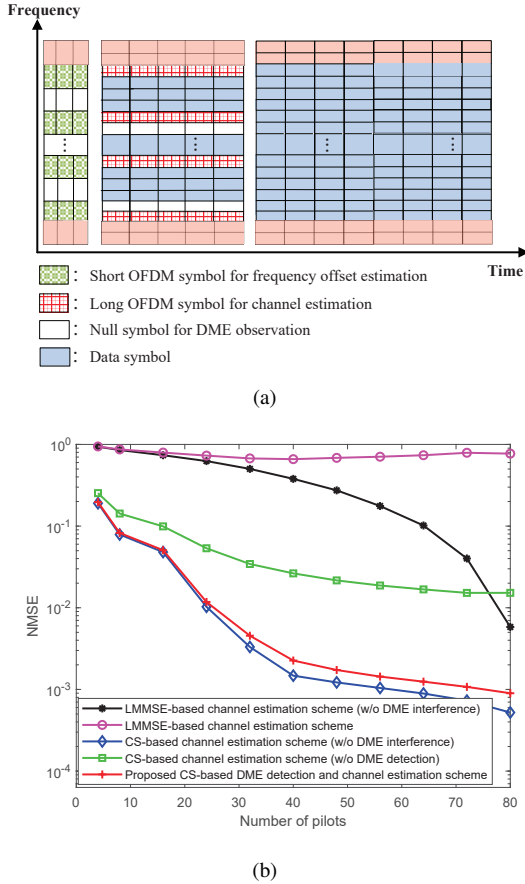 Frequency
⋮
⋮
⋮
⋮
Time
: Short OFDM symbol for frequency offset estimation
: Long OFDM symbol for channel estimation
: Null symbol for DME observation
: Data symbol
(a)
10^0
10^-1
10^-2
10^-3
10^-4
NMSE
LMMSE-based channel estimation scheme (w/o DME interference)
LMMSE-based channel estimation scheme
CS-based channel estimation scheme (w/o DME interference)
CS-based channel estimation scheme (w/o DME detection)
Proposed CS-based DME detection and channel estimation scheme
0 10 20 30 40 50 60 70 80
Number of pilots
(b)